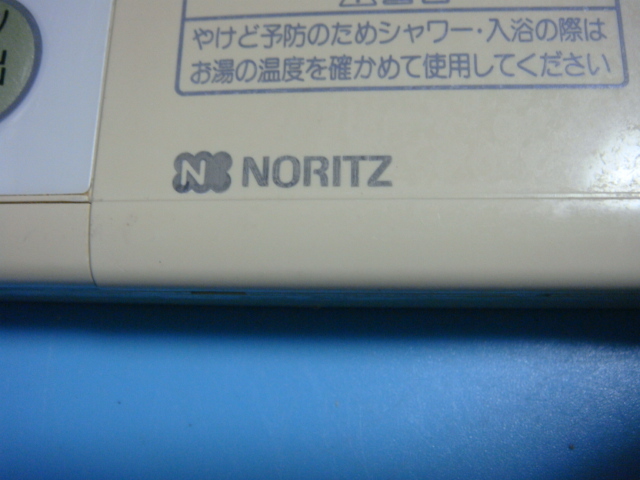 やけど予防のためシャワー・入浴の際は
お湯の温度を確かめて使用してください
N NORITZ